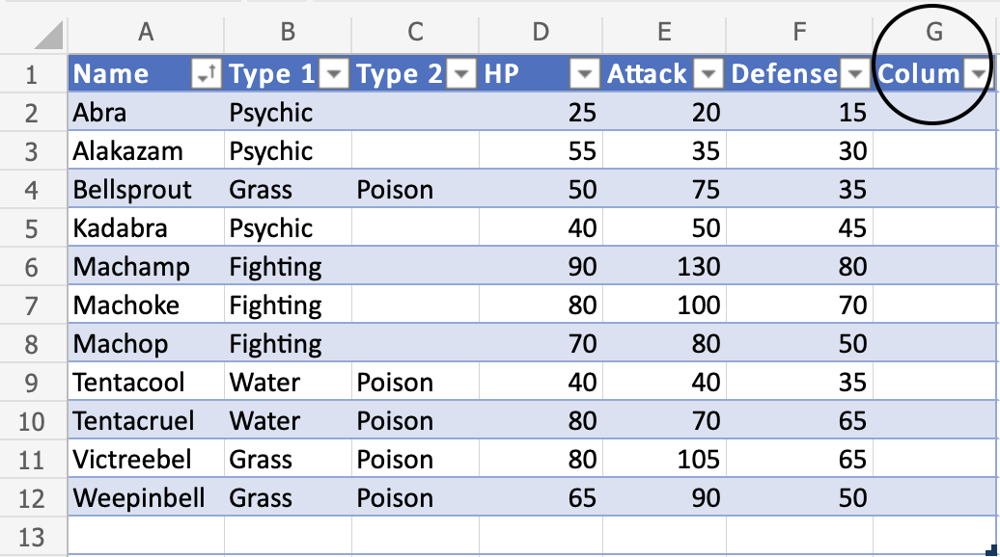 A B C D E F G
1 Name Type 1 Type 2 HP Attack Defense Colum
2 Abra Psychic 25 20 15
3 Alakazam Psychic 55 35 30
4 Bellsprout Grass Poison 50 75 35
5 Kadabra Psychic 40 50 45
6 Machamp Fighting 90 130 80
7 Machoke Fighting 80 100 70
8 Machop Fighting 70 80 50
9 Tentacool Water Poison 40 40 35
10 Tentacruel Water Poison 80 70 65
11 Victreebel Grass Poison 80 105 65
12 Weepinbell Grass Poison 65 90 50
13